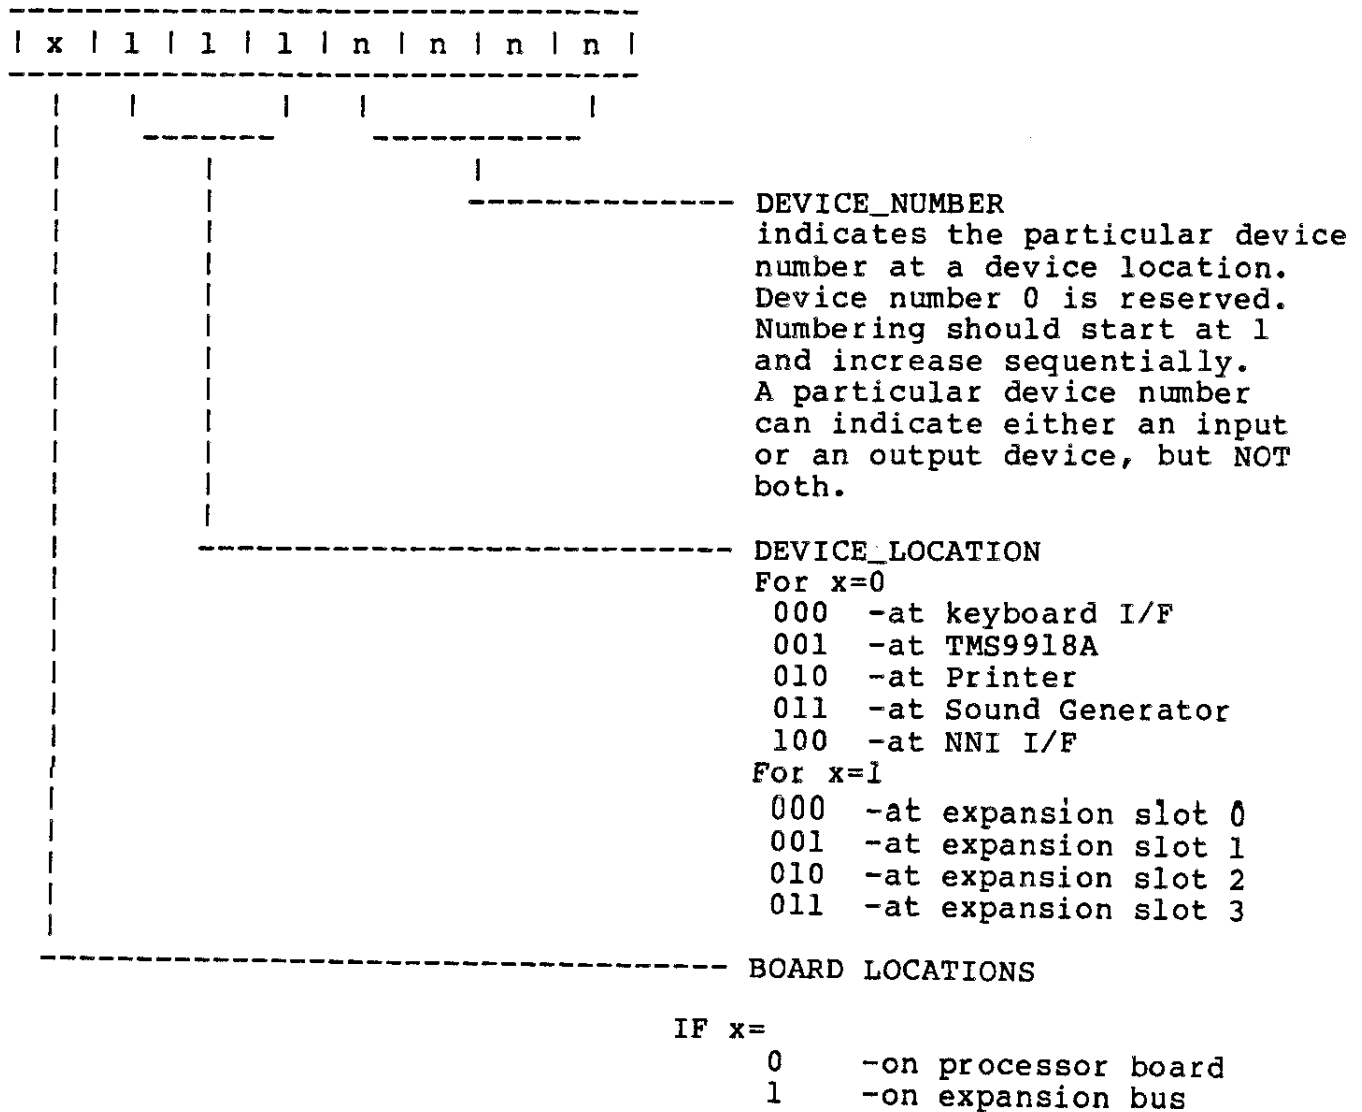 | x | l | l | l | n | n | n | n |
DEVICE_NUMBER
indicates the particular device
number at a device location.
Device number 0 is reserved.
Numbering should start at 1
and increase sequentially.
A particular device number
can indicate either an input
or an output device, but NOT
both.
DEVICE_LOCATION
For x=0
000 -at keyboard I/F
001 -at TMS9918A
010 -at Printer
011 -at Sound Generator
100 -at NNI I/F
For x=1
000 -at expansion slot 0
001 -at expansion slot 1
010 -at expansion slot 2
011 -at expansion slot 3
BOARD LOCATIONS
IF x=
0 -on processor board
1 -on expansion bus